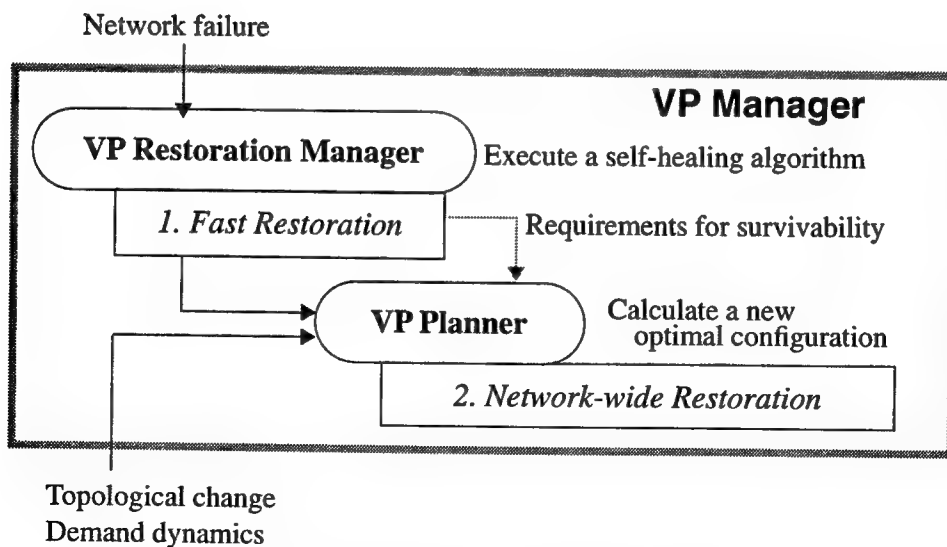 Network failure
VP Manager
VP Restoration Manager
Execute a self-healing algorithm
1. Fast Restoration
Requirements for survivability
VP Planner
Calculate a new
optimal configuration
2. Network-wide Restoration
Topological change
Demand dynamics